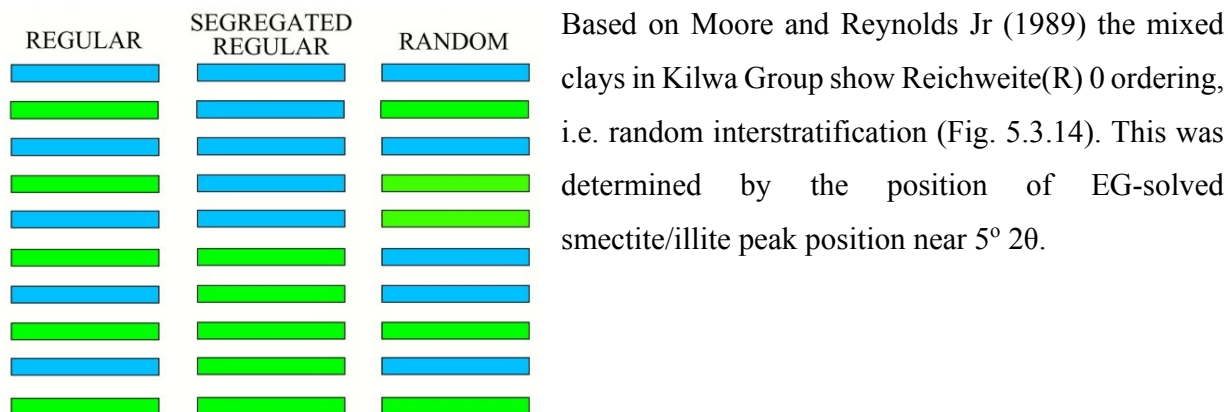 REGULAR
SEGREGATED
REGULAR
RANDOM
Based on Moore and Reynolds Jr (1989) the mixed
clays in Kilwa Group show Reichweite(R) 0 ordering,
i.e. random interstratification (Fig. 5.3.14). This was
determined by the position of EG-solved
smectite/illite peak position near 5º 2θ.